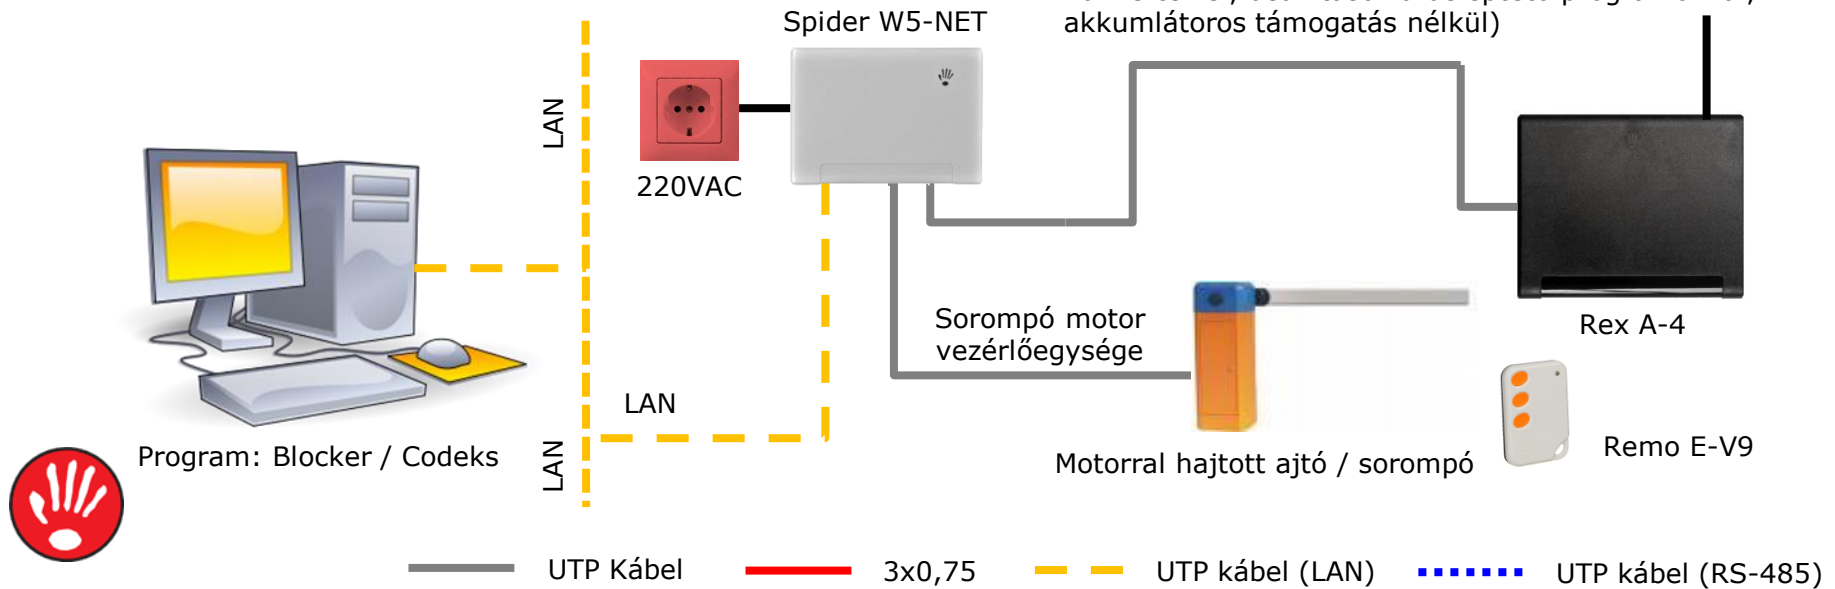 Spider W5-NET
akkumlátoros támogatás nélkül)
LAN
220VAC
Rex A-4
Sorompó motor
vezérlőegysége
LAN
Program: Blocker / Codeks
LAN
Motorral hajtott ajtó / sorompó
Remo E-V9
UTP Kábel
3x0,75
UTP kábel (LAN)
UTP kábel (RS-485)